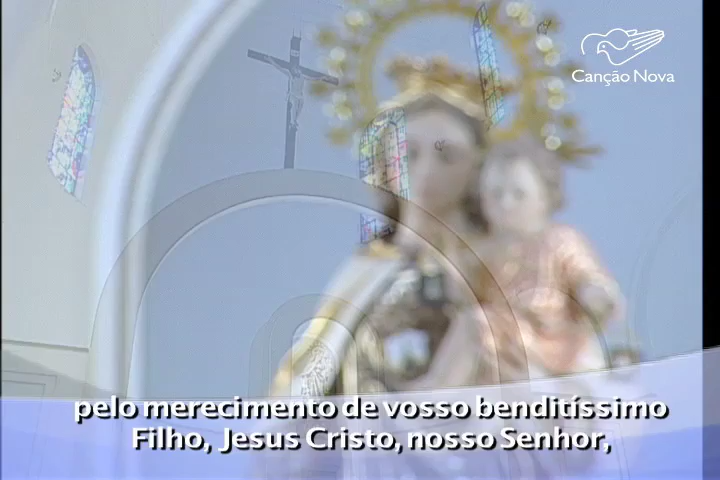 Canção Nova
pelo merecimento de vosso benditíssimo
Filho, Jesus Cristo, nosso Senhor,